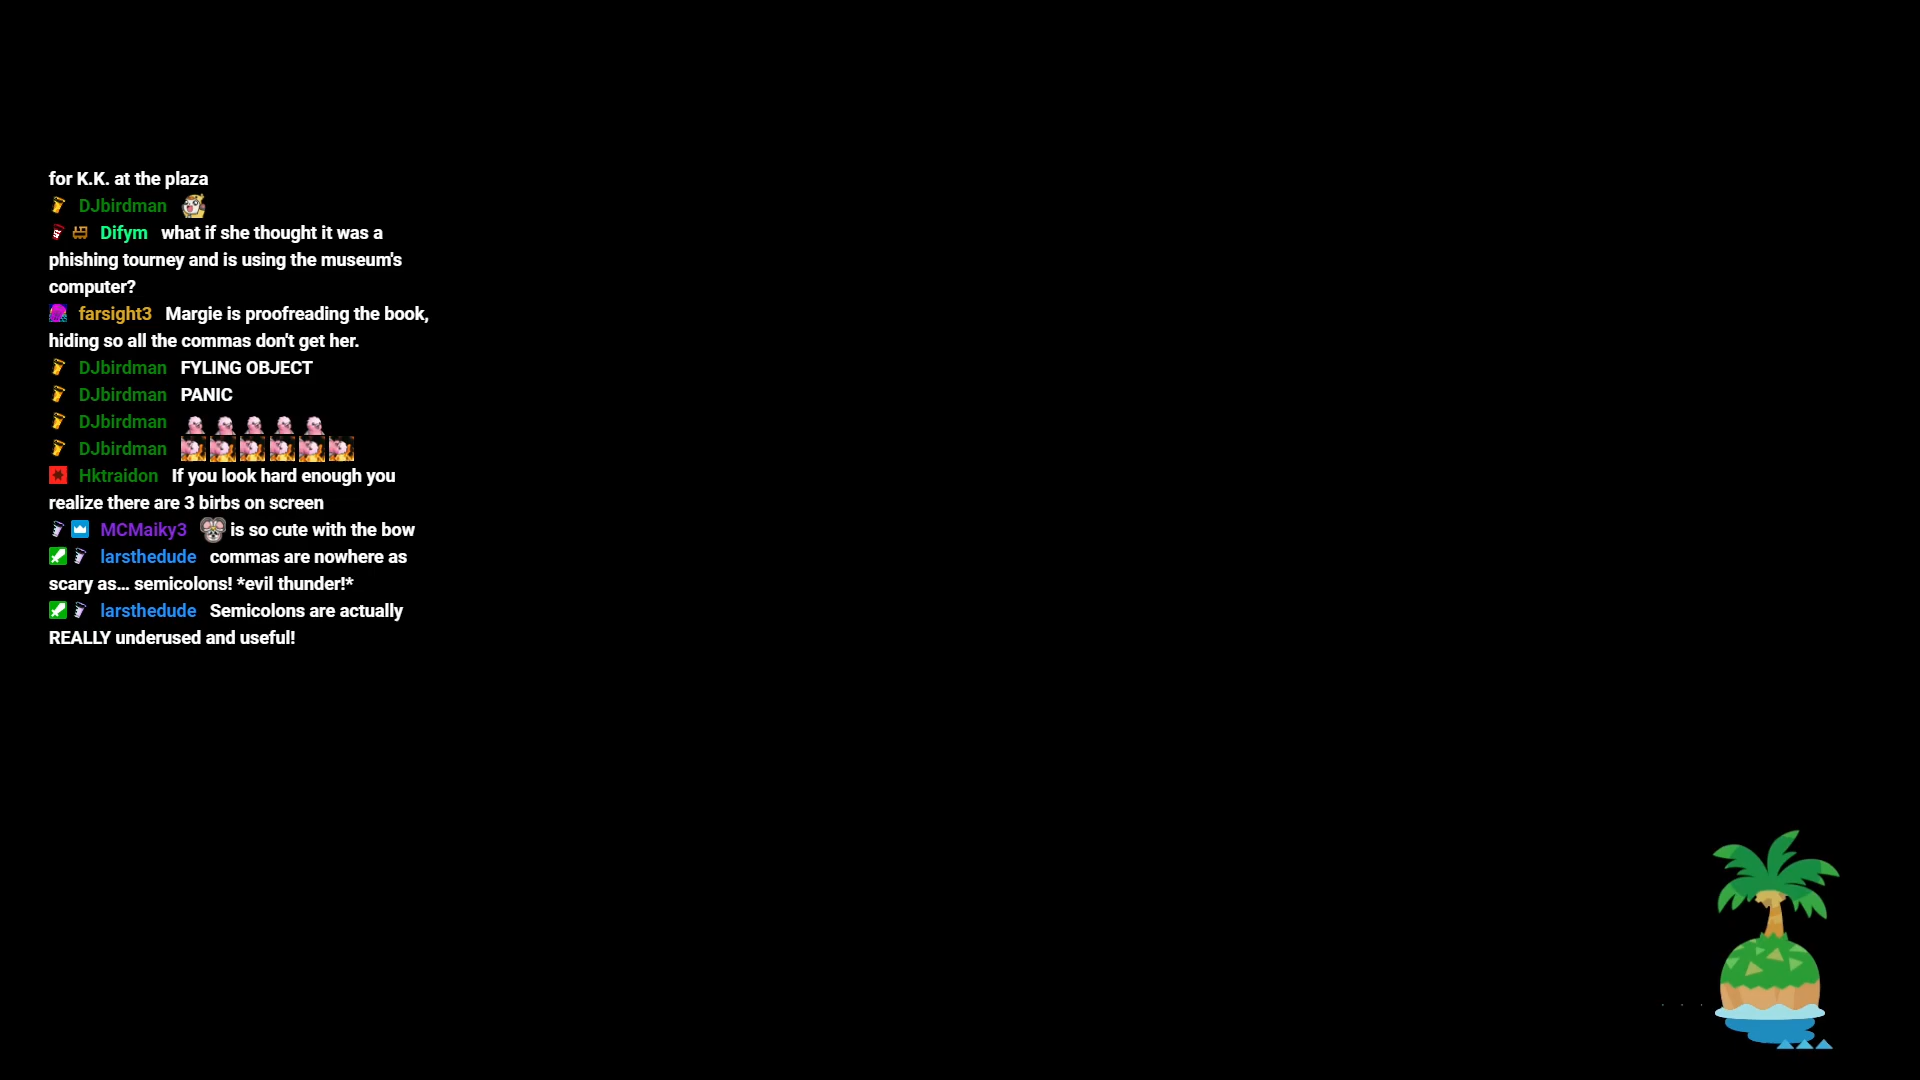 for K.K. at the plaza
DJbirdman
Difym what if she thought it was a
phishing tourney and is using the museum's
computer?
farsight3 Margie is proofreading the book,
hiding so all the commas don't get her.
DJbirdman FYLING OBJECT
DJbirdman PANIC
DJbirdman
DJbirdman
Hktraidon If you look hard enough you
realize there are 3 birbs on screen
MCMaiky3 is so cute with the bow
larsthedude commas are nowhere as
scary as... semicolons! *evil thunder!*
larsthedude Semicolons are actually
REALLY underused and useful!
. . .